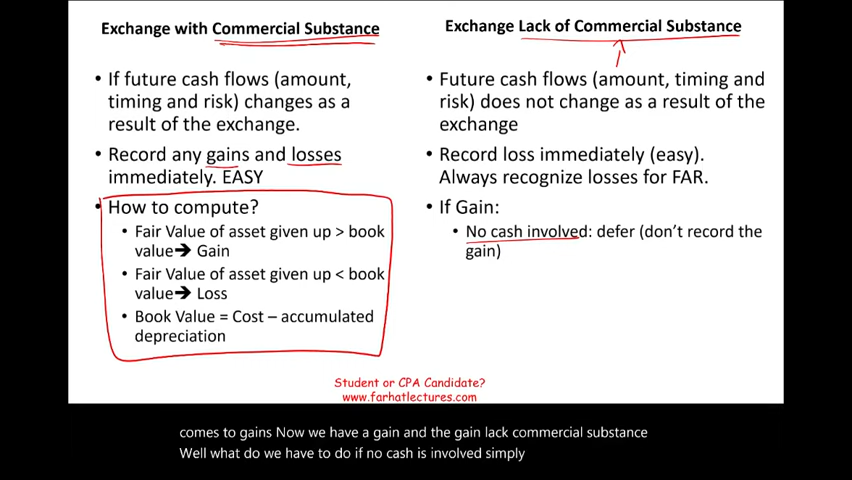 Exchange with Commercial Substance
• If future cash flows (amount,
timing and risk) changes as a
result of the exchange.
• Record any gains and losses
immediately. EASY
• How to compute?
• Fair Value of asset given up > book
value➔ Gain
• Fair Value of asset given up < book
value➔ Loss
• Book Value = Cost – accumulated
depreciation
Exchange Lack of Commercial Substance
• Future cash flows (amount, timing and
risk) does not change as a result of the
exchange
• Record loss immediately (easy).
Always recognize losses for FAR.
• If Gain:
• No cash involved: defer (don’t record the
gain)
Student or CPA Candidate?
www.farhatlectures.com
comes to gains Now we have a gain and the gain lack commercial substance
Well what do we have to do if no cash is involved simply